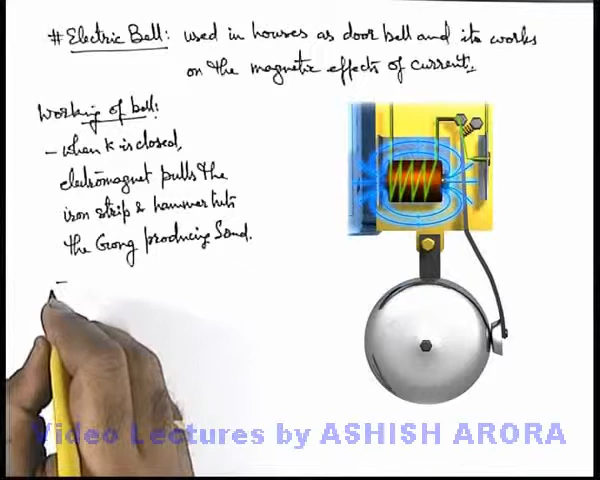 # Electric Bell: used in houses as door bell and its works
on the magnetic effects of current.
Working of bell:
- when k is closed,
electromagnet pulls the
iron strip & hammer hits
the Gong producing Sound.
-
Video Lectures by ASHISH ARORA